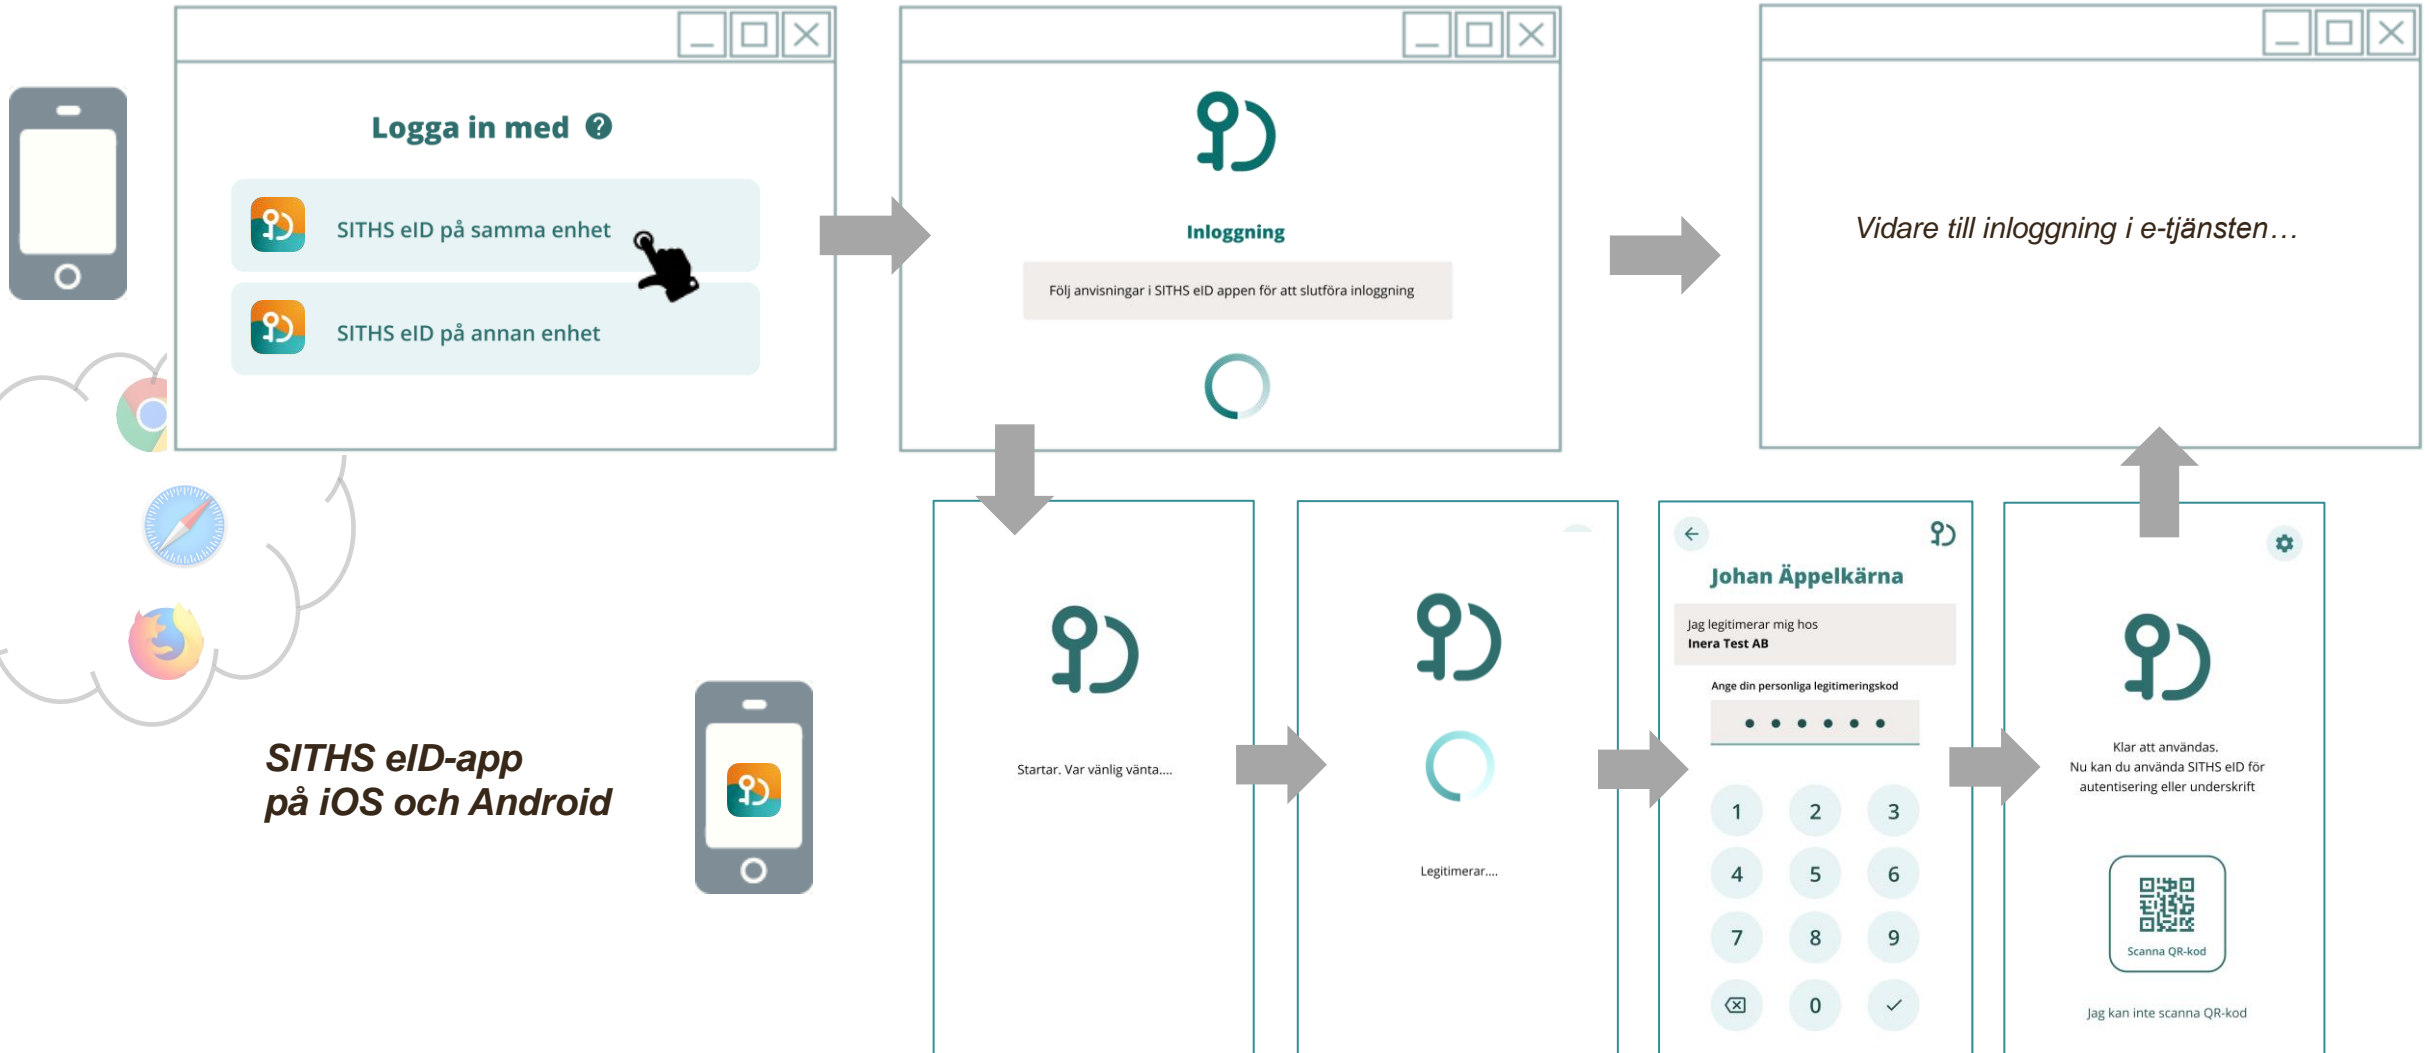 Logga in med
SITHS eID på samma enhet
SITHS eID på annan enhet
Inloggning
Följ anvisningar i SITHS eID appen för att slutföra inloggning
Vidare till inloggning i e-tjänsten…
SITHS eID-app
på iOS och Android
Startar. Var vänlig vänta....
Legitimerar....
Johan Äppelkärna
Jag legitimerar mig hos
Inera Test AB
Ange din personliga legitimeringskod
1 2 3
4 5 6
7 8 9
0
Klar att användas.
Nu kan du använda SITHS eID för
autentisering eller underskrift
Scanna QR-kod
Jag kan inte scanna QR-kod